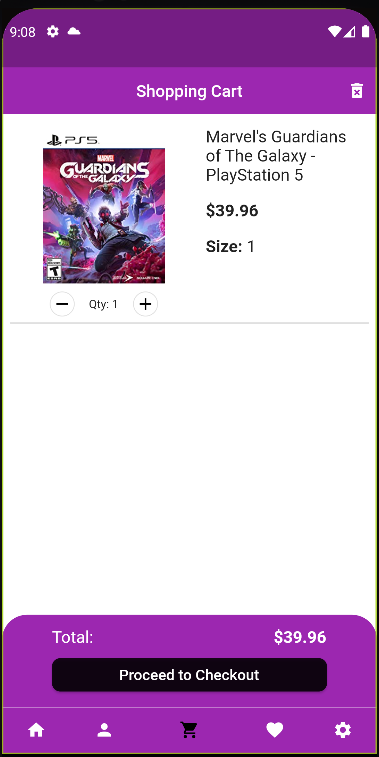 9:08
Shopping Cart
PS5
MARVEL
GUARDIANS
OF THE GALAXY
T
Marvel's Guardians
of The Galaxy -
PlayStation 5
$39.96
Size: 1
Qty: 1
Total:
$39.96
Proceed to Checkout